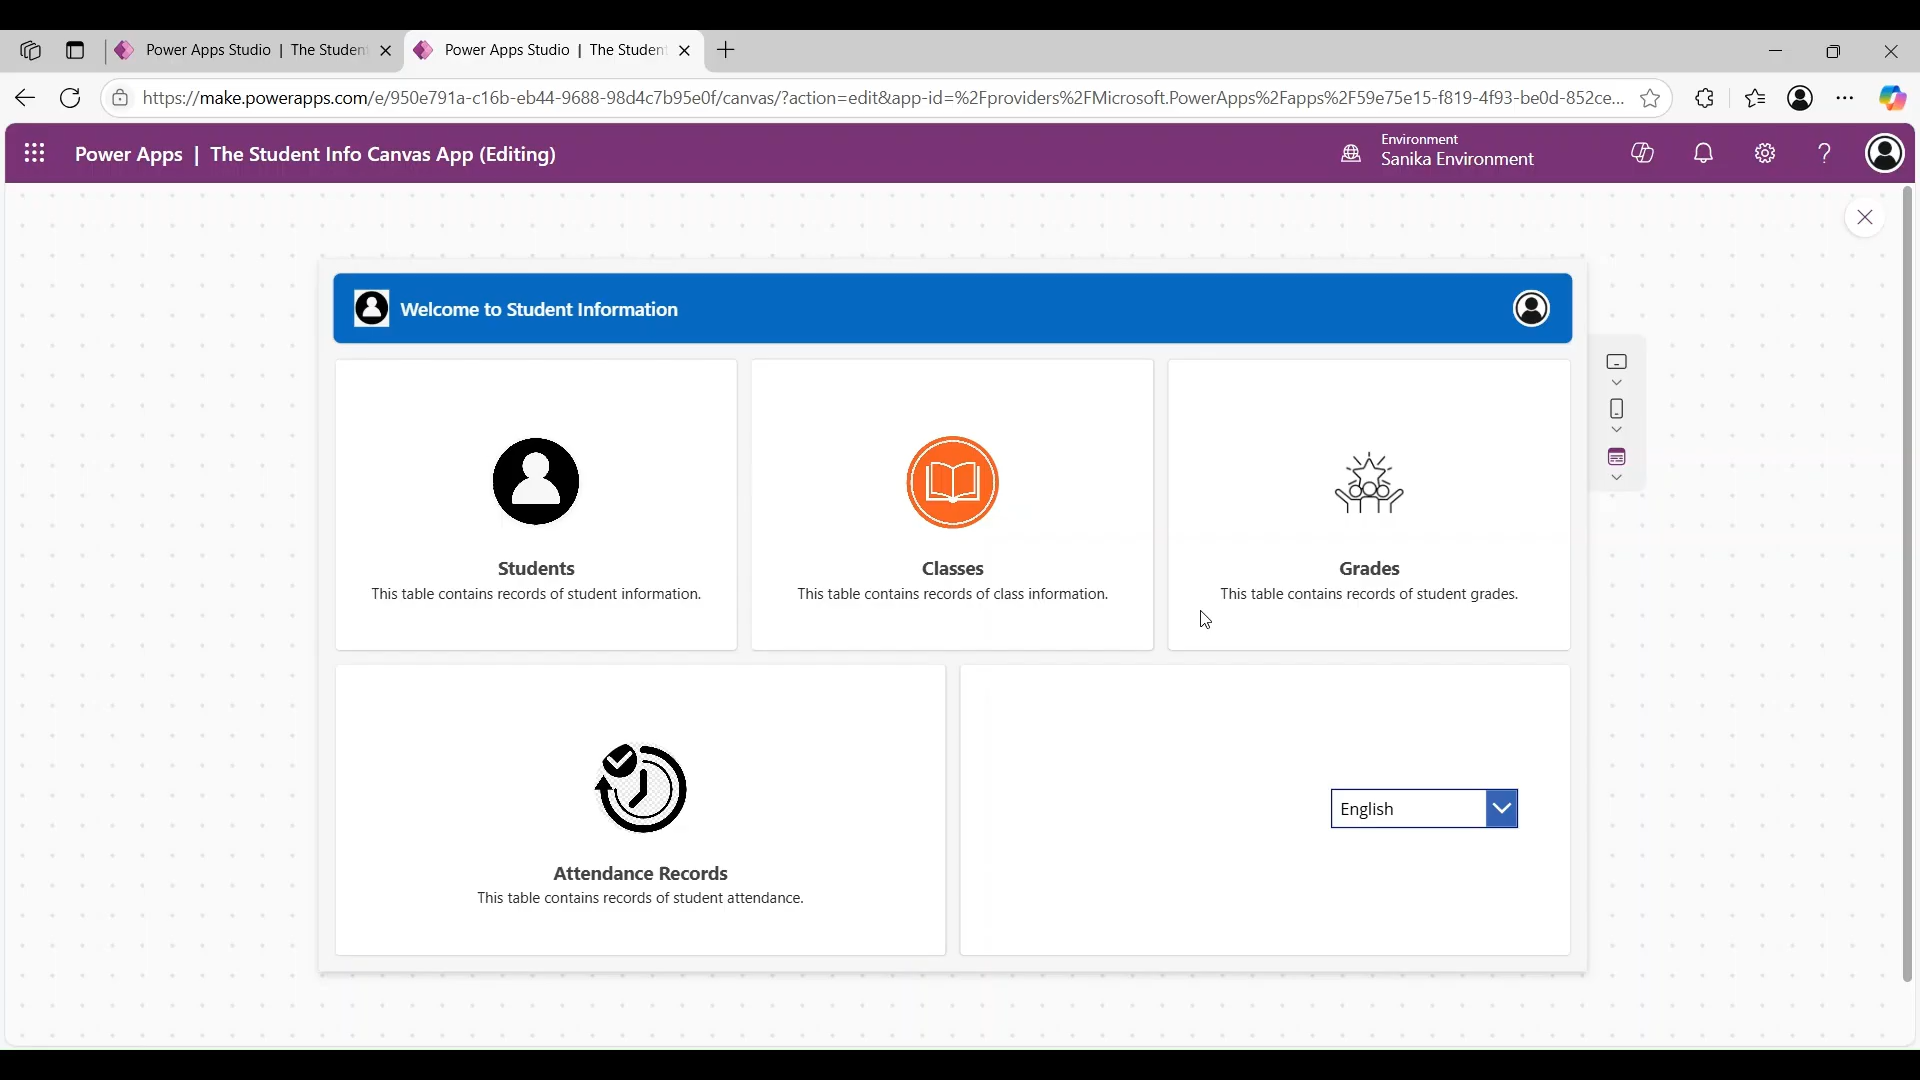 Power Apps Studio | The Studen
Power Apps Studio | The Student
https://make.powerapps.com/e/950e791a-c16b-eb44-9688-98d4c7b95e0f/canvas/?action=edit&app-id=%2Fproviders%2FMicrosoft.PowerApps%2Fapps%2F59e75e15-f819-4f93-be0d-852ce...
Power Apps | The Student Info Canvas App (Editing)
Environment
Sanika Environment
Welcome to Student Information
Students
This table contains records of student information.
Classes
This table contains records of class information.
Grades
This table contains records of student grades.
Attendance Records
This table contains records of student attendance.
English